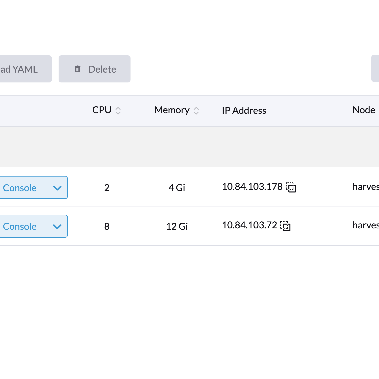 ad YAML Delete
CPU Memory IP Address Node
Console 2 4 Gi 10.84.103.178 harves
Console 8 12 Gi 10.84.103.72 harves